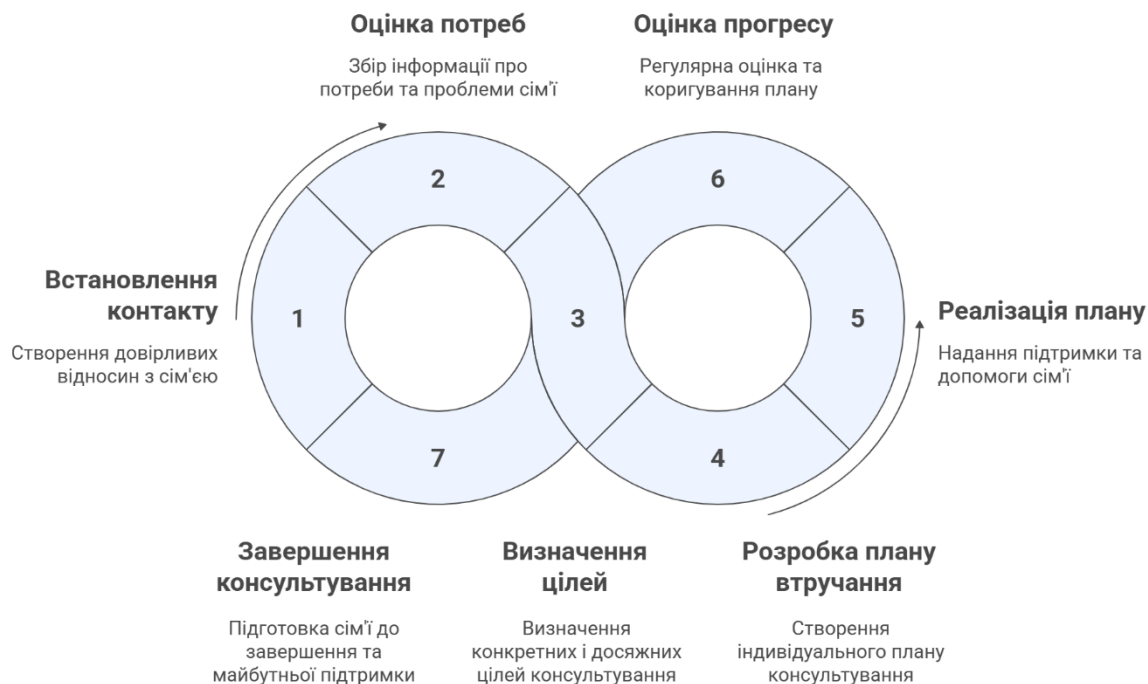 Оцінка потреб
Збір інформації про
потреби та проблеми сім'ї
Оцінка прогресу
Регулярна оцінка та
коригування плану
2
6
Встановлення
контакту
Створення довірливих
відносин з сім'єю
1
3
5
Реалізація плану
Надання підтримки та
допомоги сім'ї
7
4
Завершення
консультування
Підготовка сім'ї до
завершення та
майбутньої підтримки
Визначення
цілей
Визначення
конкретних і досяжних
цілей консультування
Розробка плану
втручання
Створення
індивідуального плану
консультування